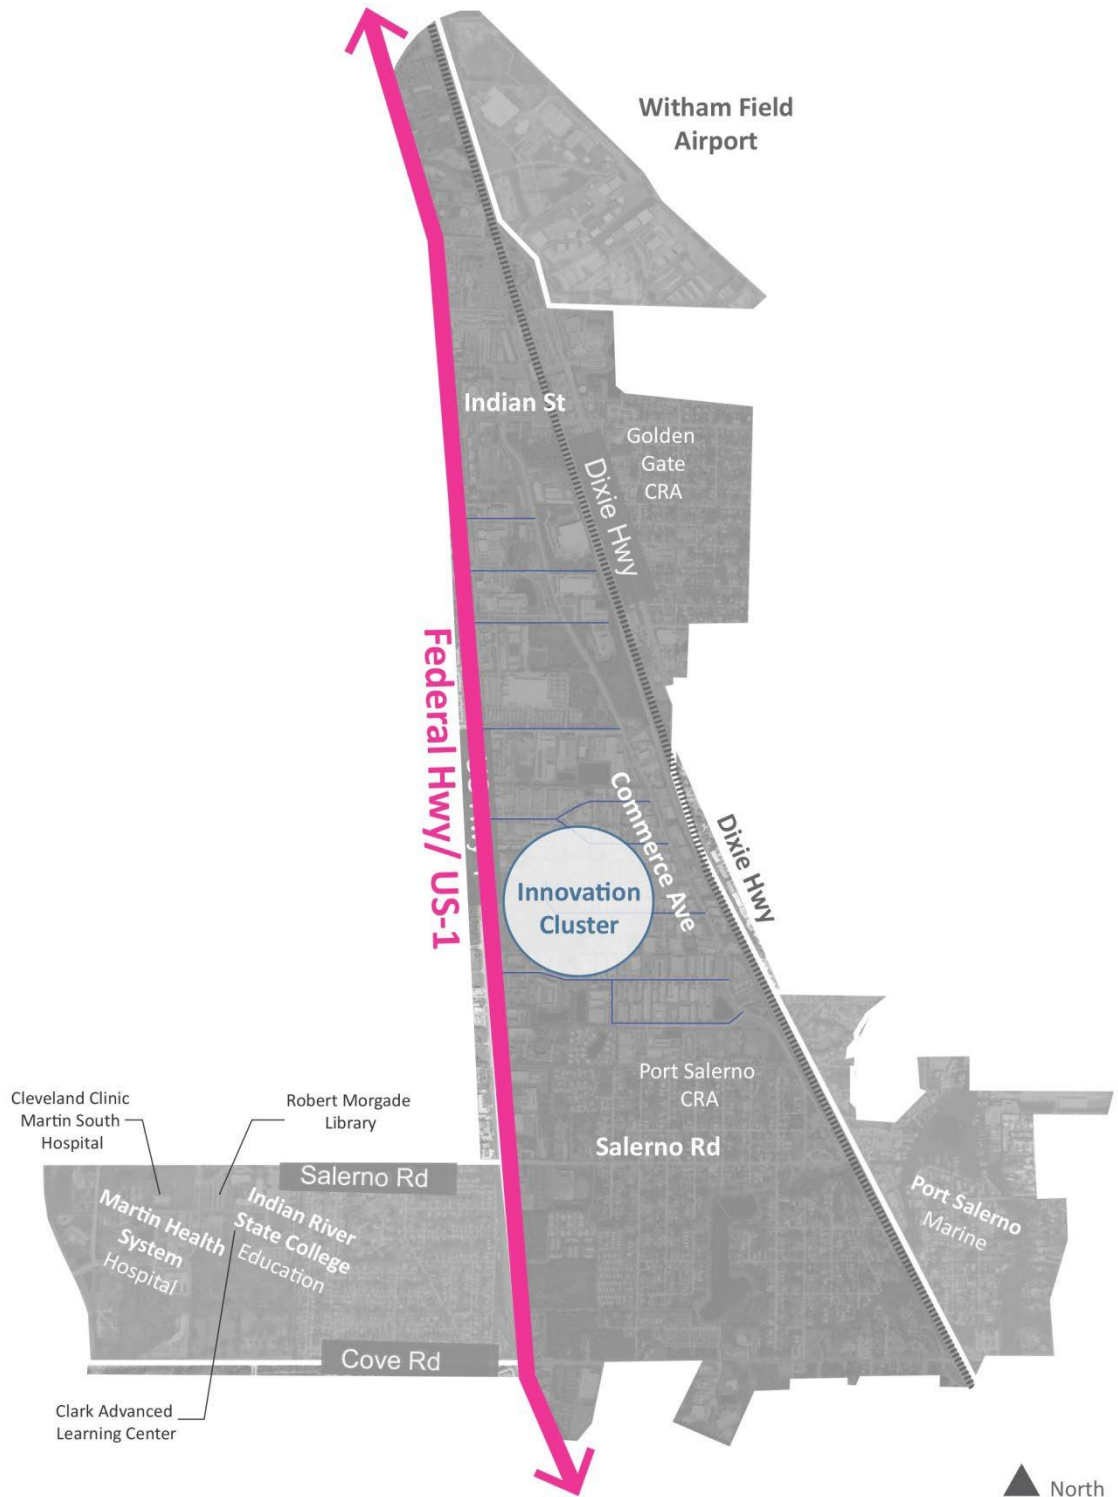 Witham Field
Airport
Indian St
Golden
Gate
CRA
Dixie Hwy
Federal Hwy/ US-1
Commerce Ave
Dixie Hwy
Innovation
Cluster
Port Salerno
CRA
Salerno Rd
Cleveland Clinic
Martin South
Hospital
Robert Morgade
Library
Salerno Rd
Martin Health
System
Hospital
Indian River
State College
Education
Port Salerno
Marine
Cove Rd
Clark Advanced
Learning Center
North